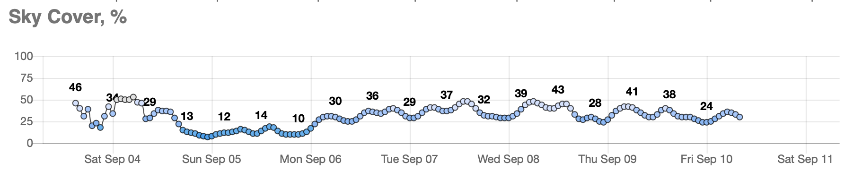 Sky Cover, %
100
75
50
25
0
46
34
29
13
12
14
10
30
36
29
37
32
39
43
28
41
38
24
Sat Sep 04
Sun Sep 05
Mon Sep 06
Tue Sep 07
Wed Sep 08
Thu Sep 09
Fri Sep 10
Sat Sep 11